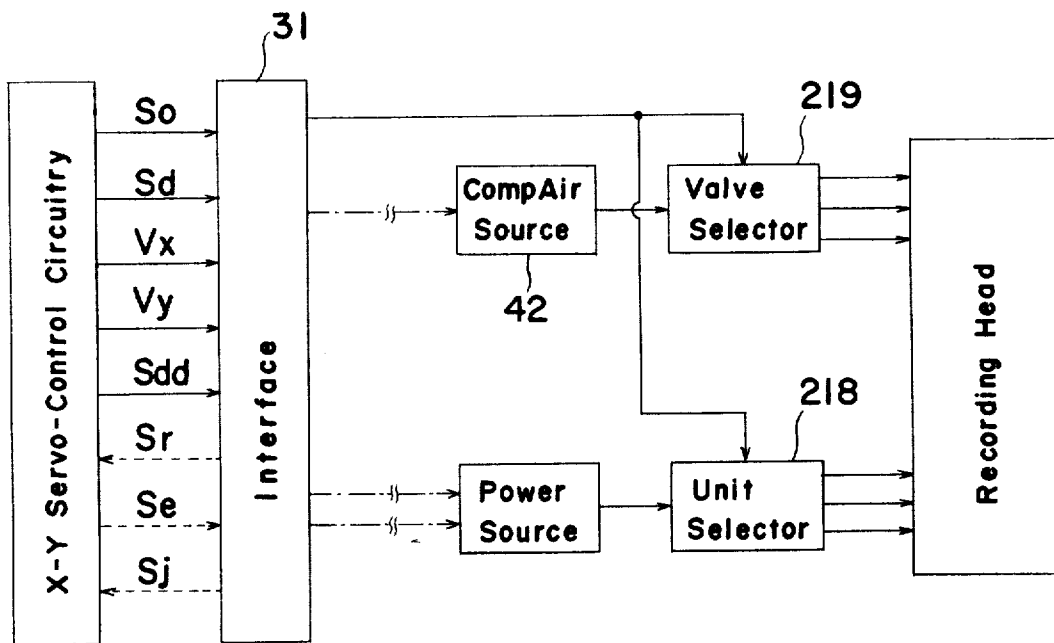 31
X-Y Servo-Control Circuitry
So
Sd
Vx
Vy
Sdd
Sr
Se
Sj
Interface
CompAir
Source
42
219
Valve
Selector
Power
Source
218
Unit
Selector
Recording Head